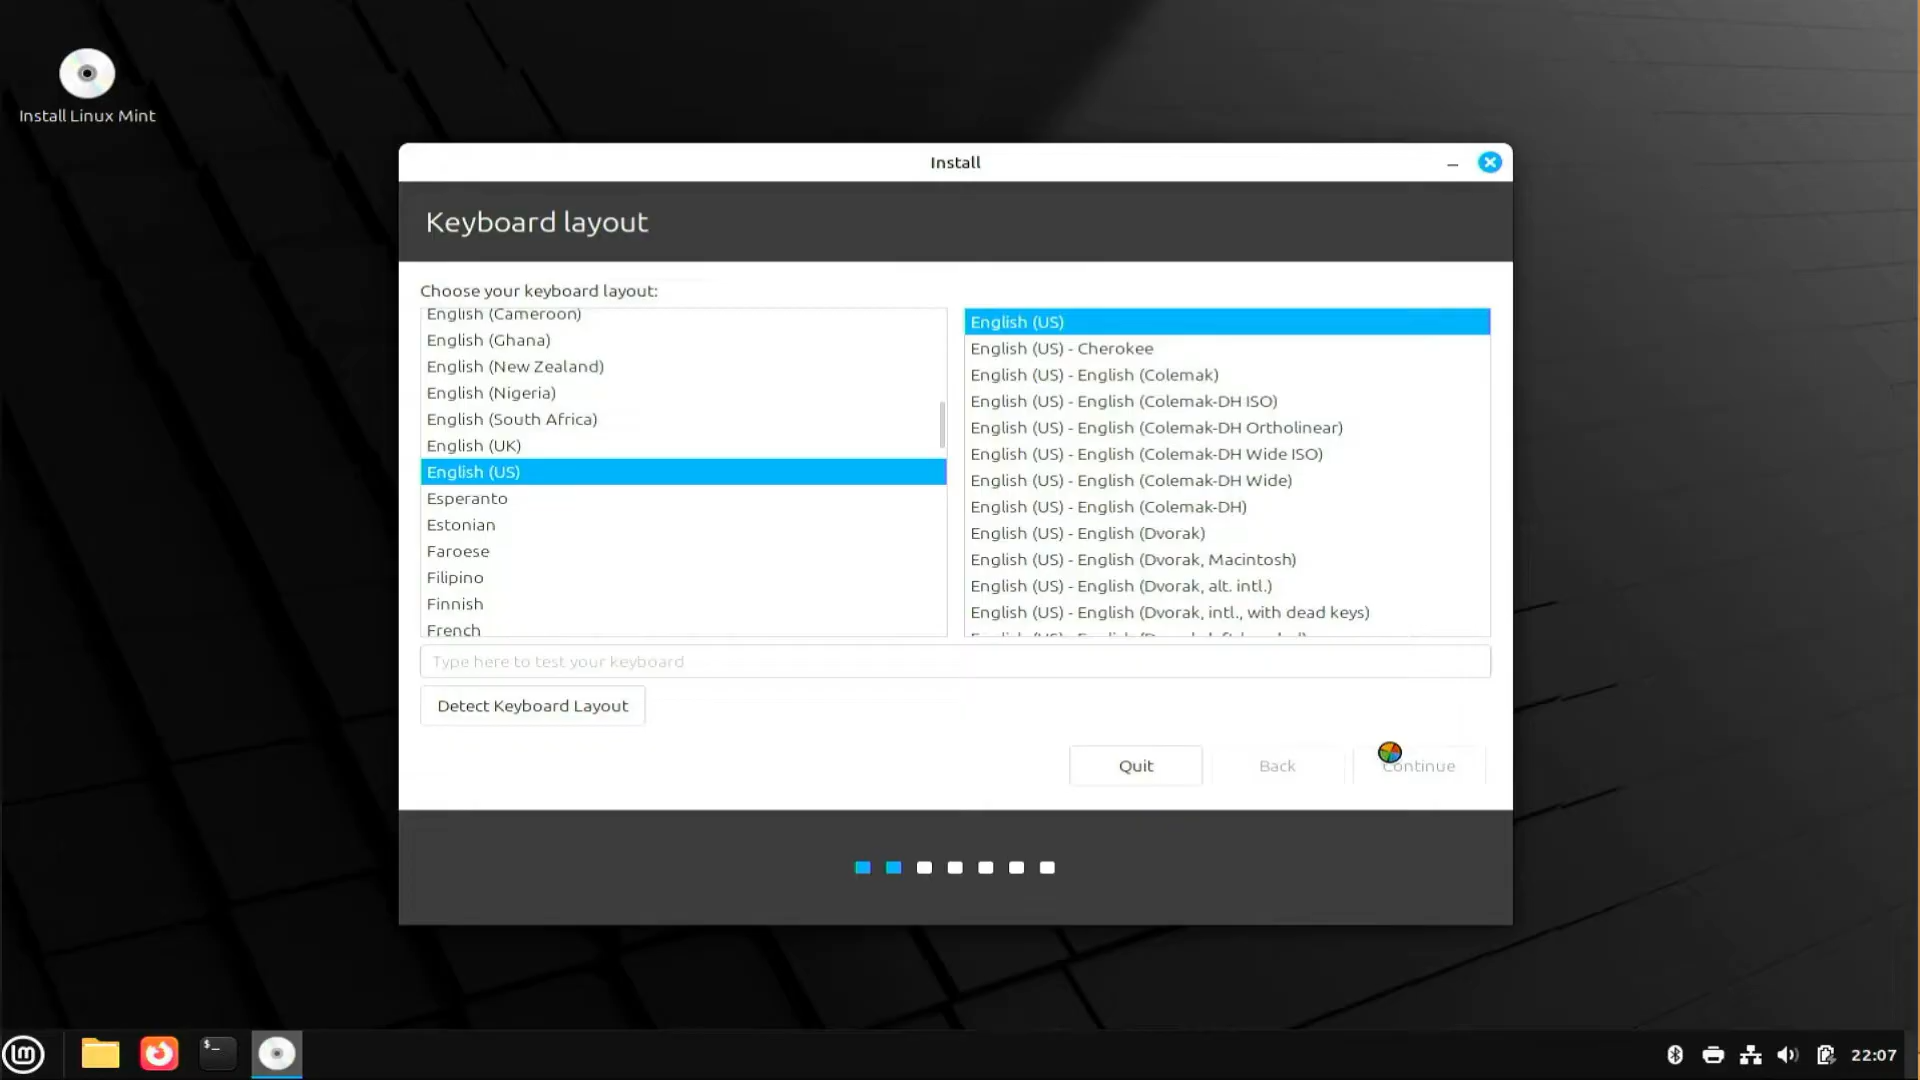 Install Linux Mint
Install
Keyboard layout
Choose your keyboard layout:
English (Cameroon)
English (Ghana)
English (New Zealand)
English (Nigeria)
English (South Africa)
English (UK)
English (US)
Esperanto
Estonian
Faroese
Filipino
Finnish
French
English (US)
English (US) - Cherokee
English (US) - English (Colemak)
English (US) - English (Colemak-DH ISO)
English (US) - English (Colemak-DH Ortholinear)
English (US) - English (Colemak-DH Wide ISO)
English (US) - English (Colemak-DH Wide)
English (US) - English (Colemak-DH)
English (US) - English (Dvorak)
English (US) - English (Dvorak, Macintosh)
English (US) - English (Dvorak, alt. intl.)
English (US) - English (Dvorak, intl., with dead keys)
Type here to test your keyboard
Detect Keyboard Layout
Quit
Back
Continue
$_
22:07